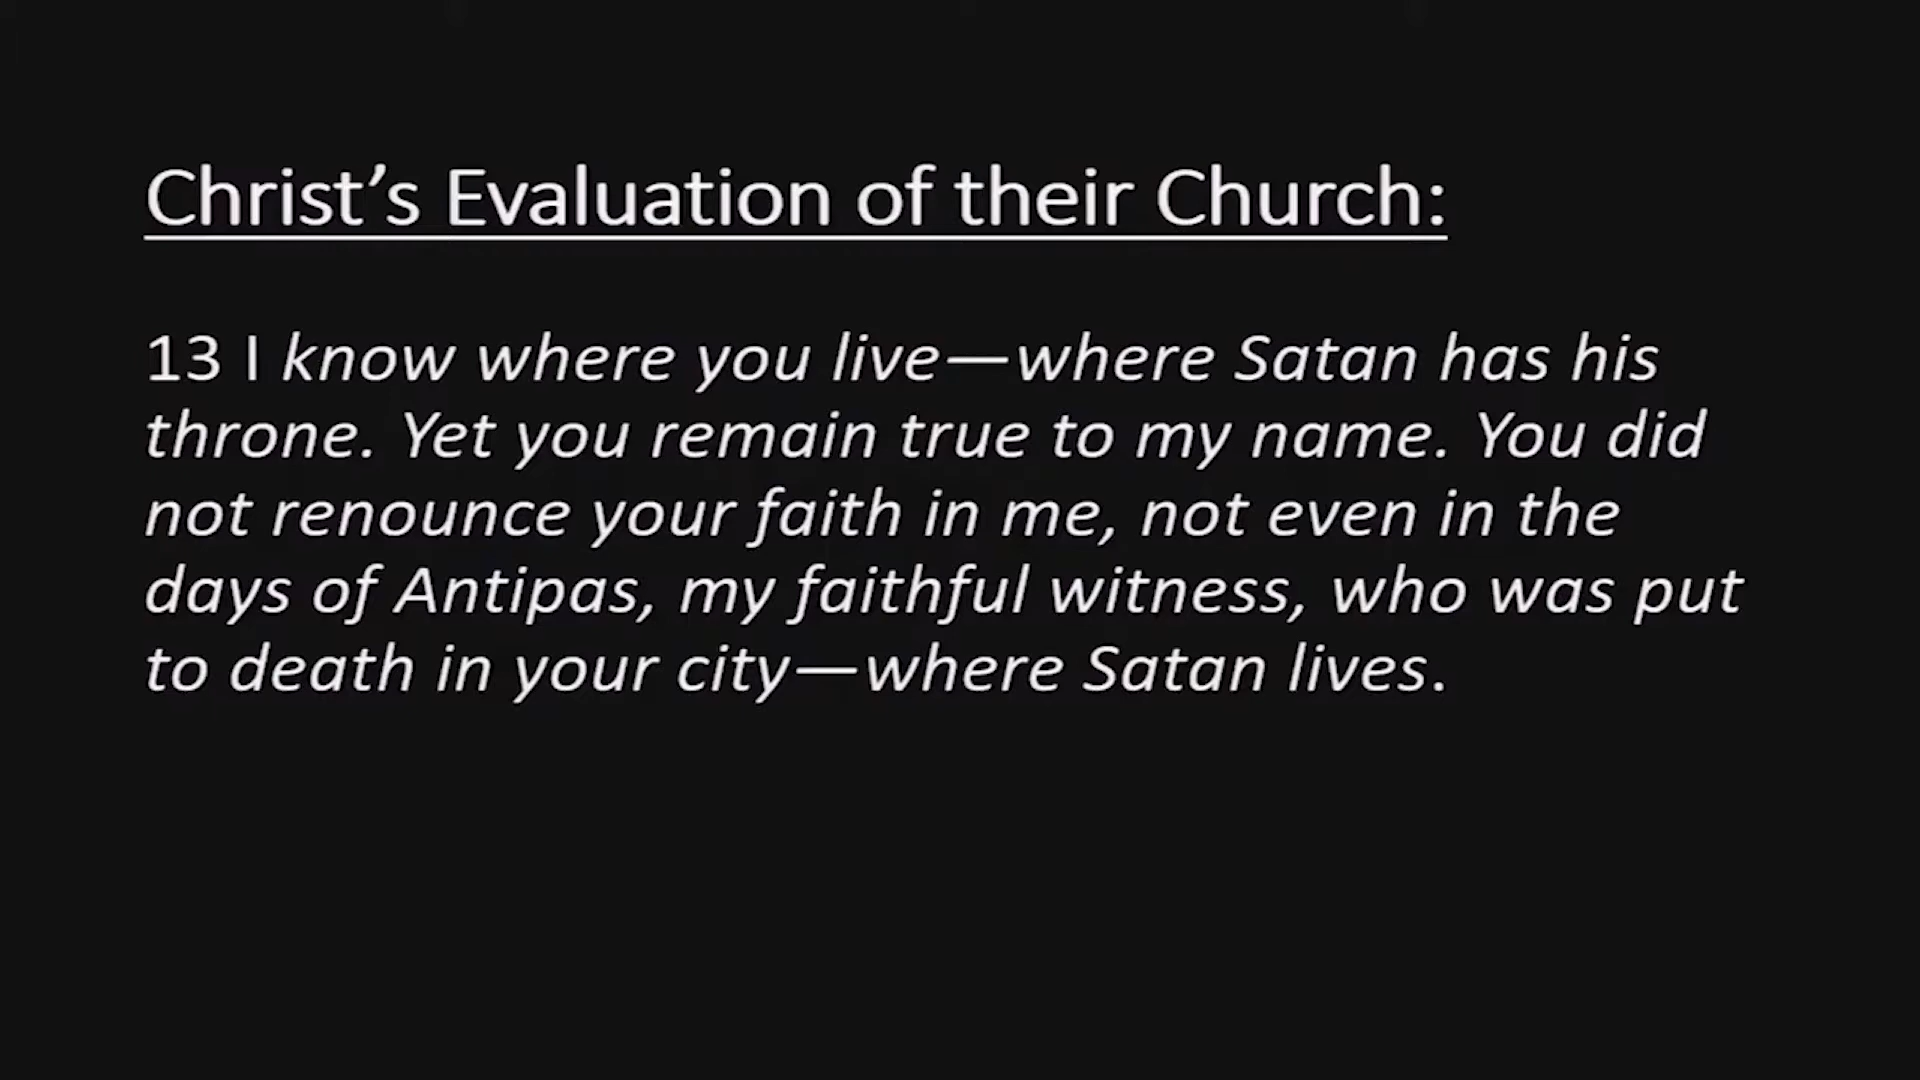 Christ’s Evaluation of their Church:
13 I know where you live—where Satan has his
throne. Yet you remain true to my name. You did
not renounce your faith in me, not even in the
days of Antipas, my faithful witness, who was put
to death in your city—where Satan lives.